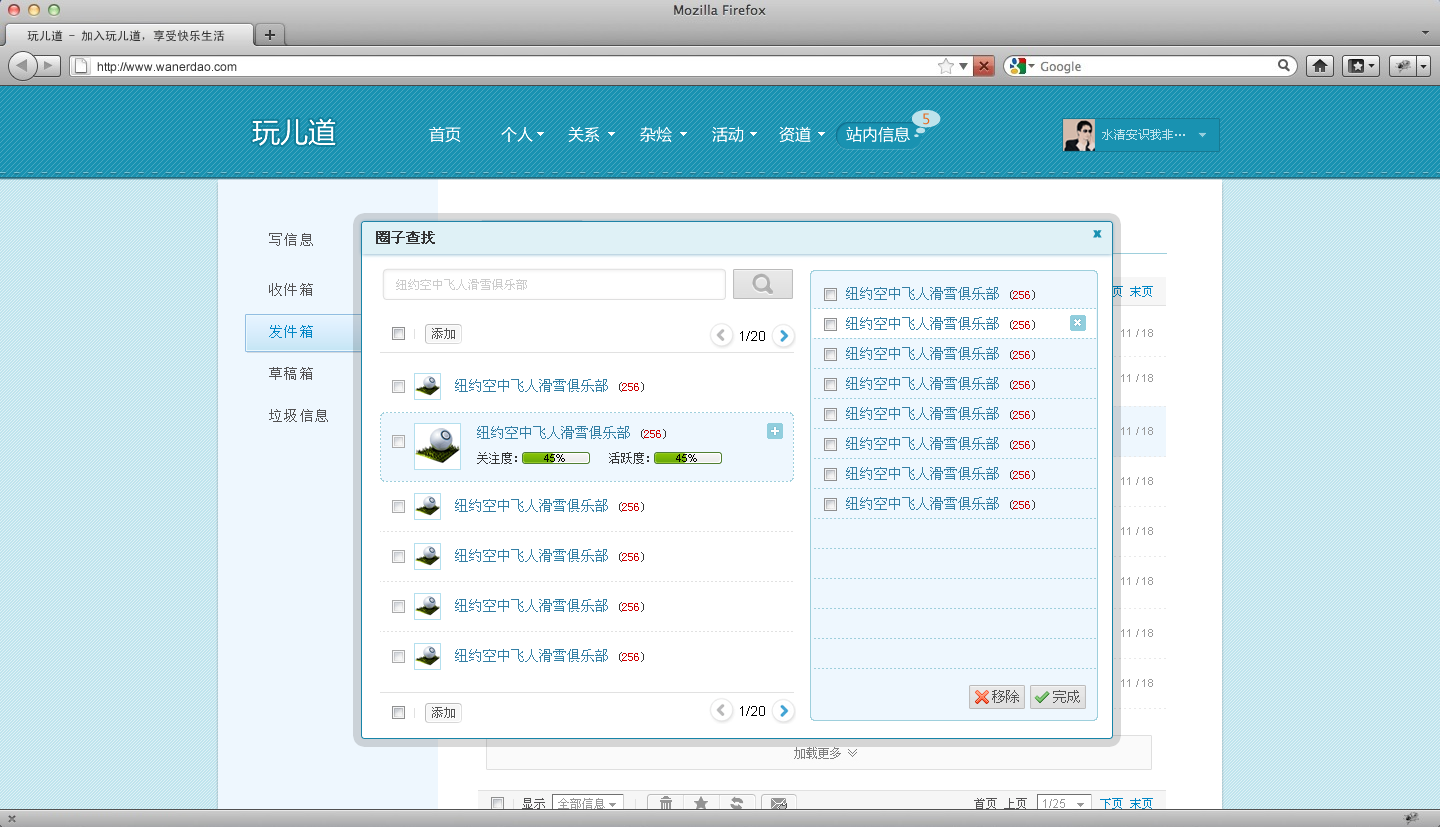 Mozilla Firefox
玩儿道 - 加入玩儿道，享受快乐生活
http://www.wanerdao.com
Google
玩儿道
首页 个人 关系 杂烩 活动 资道 站内信息 5
水清安识我非···
写信息
收件箱
发件箱
草稿箱
垃圾信息
圈子查找
纽约空中飞人滑雪俱乐部
添加 1/20
纽约空中飞人滑雪俱乐部 (256)
纽约空中飞人滑雪俱乐部 (256)
关注度: 45% 活跃度: 45%
纽约空中飞人滑雪俱乐部 (256)
纽约空中飞人滑雪俱乐部 (256)
纽约空中飞人滑雪俱乐部 (256)
纽约空中飞人滑雪俱乐部 (256)
添加 1/20
纽约空中飞人滑雪俱乐部 (256)
纽约空中飞人滑雪俱乐部 (256)
纽约空中飞人滑雪俱乐部 (256)
纽约空中飞人滑雪俱乐部 (256)
纽约空中飞人滑雪俱乐部 (256)
纽约空中飞人滑雪俱乐部 (256)
纽约空中飞人滑雪俱乐部 (256)
纽约空中飞人滑雪俱乐部 (256)
移除 完成
页 末页
11 / 18
11 / 18
11 / 18
11 / 18
11 / 18
11 / 18
11 / 18
11 / 18
加载更多
显示 全部信息 首页 上页 1/25 下页 末页